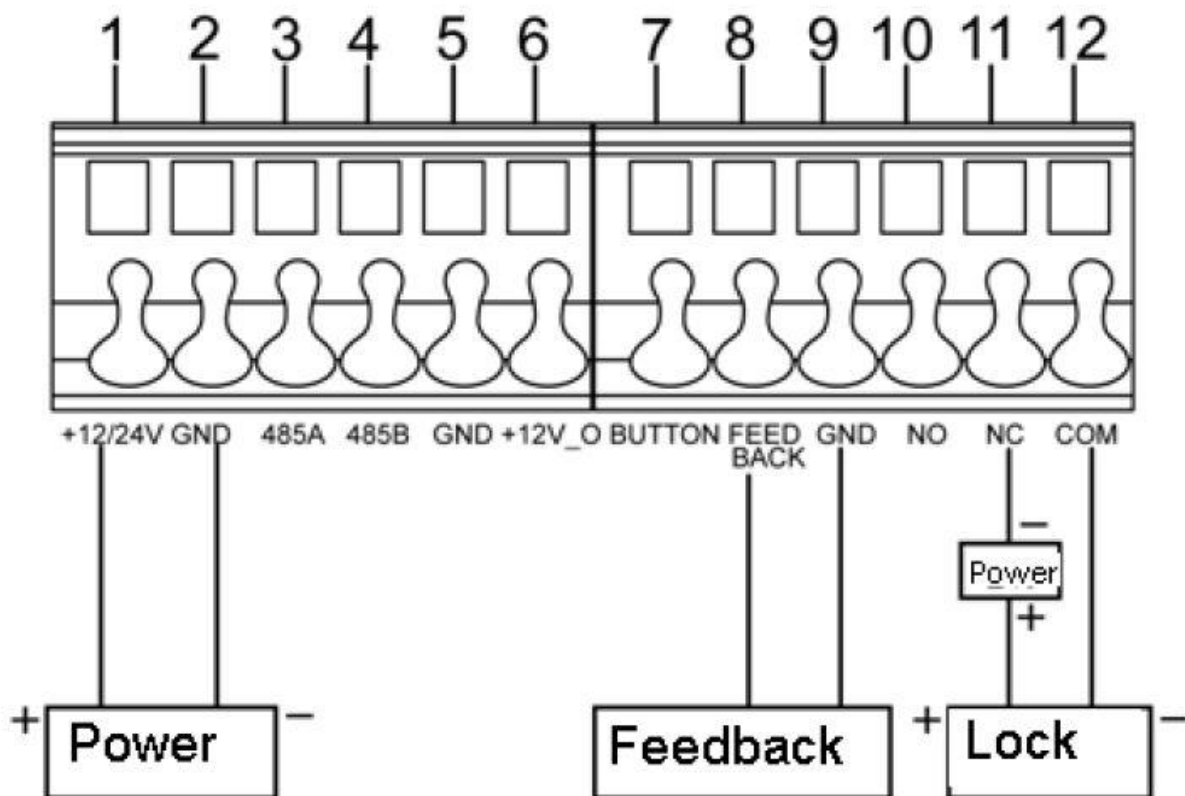 1 2 3 4 5 6 7 8 9 10 11 12
+12/24V GND 485A 485B GND +12V_O BUTTON FEED GND NO NC COM
BACK
−
Power
+
+ Power −
Feedback
+ Lock −